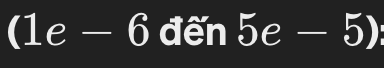 (1e − 6 đến 5e − 5):